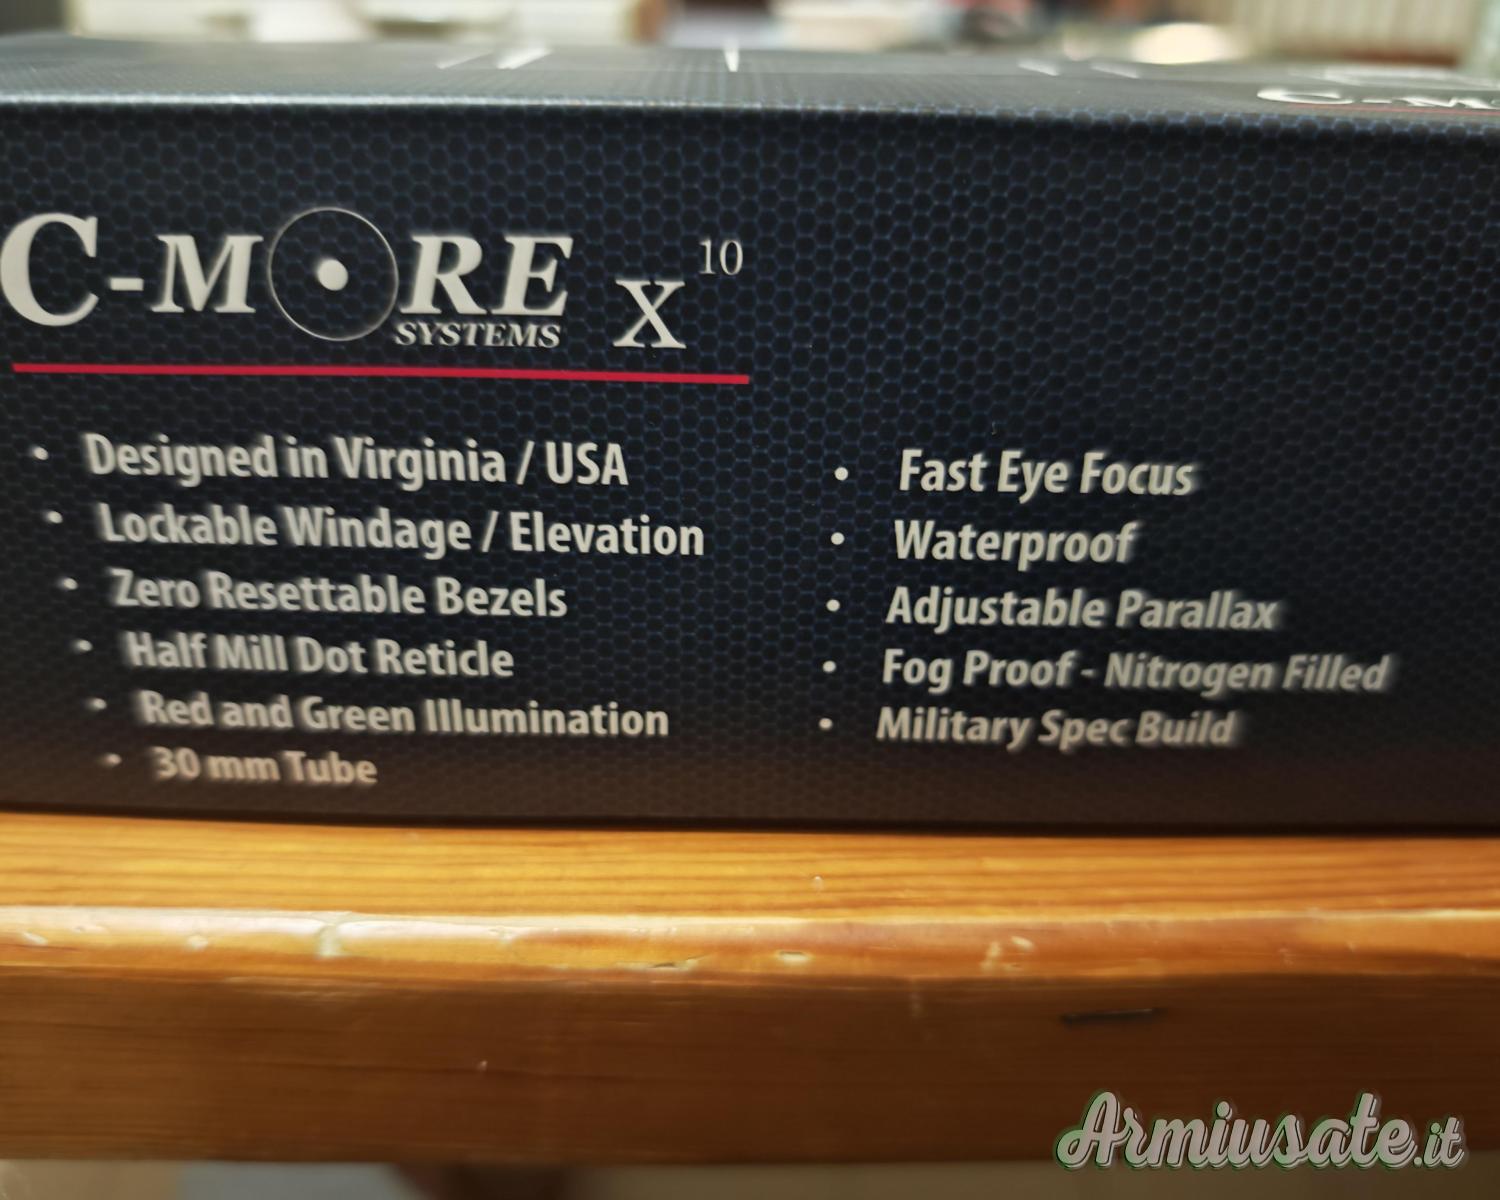 C-M
C-MORE X 10
SYSTEMS
• Designed in Virginia / USA
• Lockable Windage / Elevation
• Zero Resettable Bezels
• Half Mill Dot Reticle
• Red and Green Illumination
• 30 mm Tube
• Fast Eye Focus
• Waterproof
• Adjustable Parallax
• Fog Proof - Nitrogen Filled
• Military Spec Build
Armiusate.it